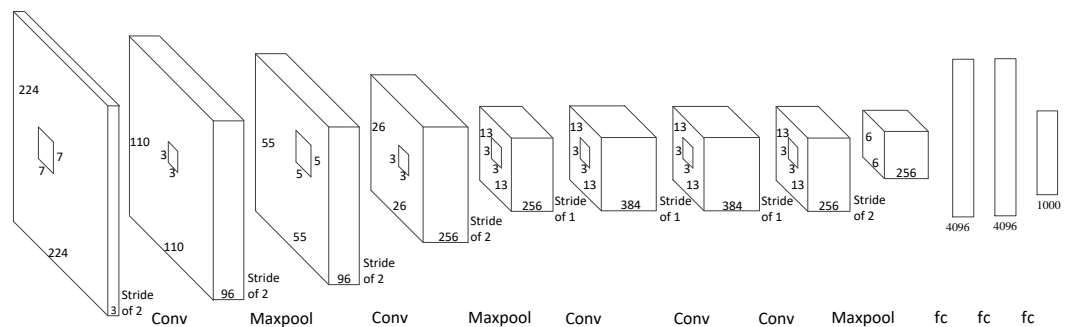 224
7
7
224
3
Stride
of 2
110
3
3
110
96
Stride
of 2
55
5
5
55
96
Stride
of 2
26
3
3
26
256
Stride
of 2
13
3
3
13
256
Stride
of 1
13
3
3
13
384
Stride
of 1
13
3
3
13
384
Stride
of 1
13
3
3
13
256
Stride
of 2
6
6
256
4096
4096
1000
Conv Maxpool Conv Maxpool Conv Conv Conv Maxpool fc fc fc